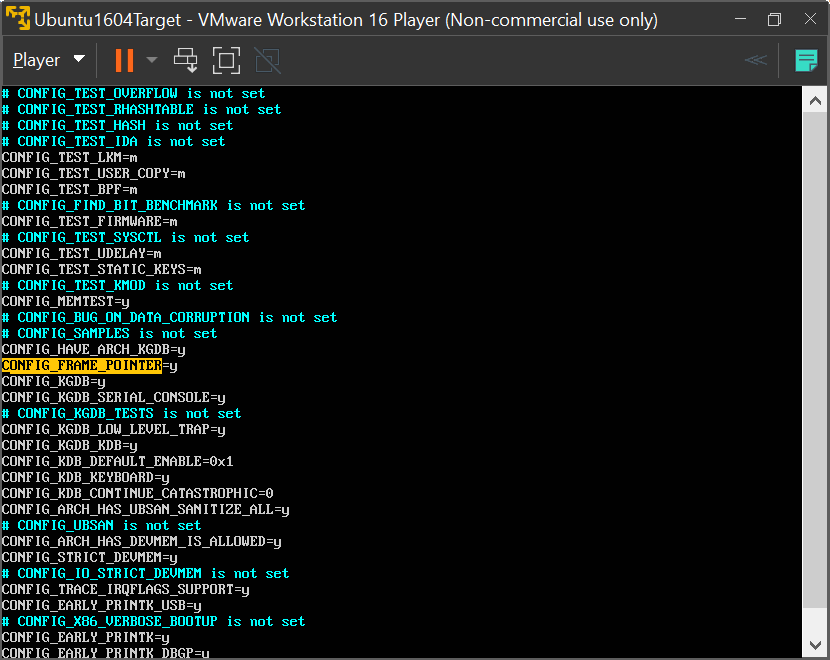 Ubuntu1604Target - VMware Workstation 16 Player (Non-commercial use only)
Player
# CONFIG_TEST_OVERFLOW is not set
# CONFIG_TEST_RHASHTABLE is not set
# CONFIG_TEST_HASH is not set
# CONFIG_TEST_IDA is not set
CONFIG_TEST_LKM=m
CONFIG_TEST_USER_COPY=m
CONFIG_TEST_BPF=m
# CONFIG_FIND_BIT_BENCHMARK is not set
CONFIG_TEST_FIRMWARE=m
# CONFIG_TEST_SYSCTL is not set
CONFIG_TEST_UDELAY=m
CONFIG_TEST_STATIC_KEYS=m
# CONFIG_TEST_KMOD is not set
CONFIG_MEMTEST=y
# CONFIG_BUG_ON_DATA_CORRUPTION is not set
# CONFIG_SAMPLES is not set
CONFIG_HAVE_ARCH_KGDB=y
CONFIG_FRAME_POINTER=y
CONFIG_KGDB=y
CONFIG_KGDB_SERIAL_CONSOLE=y
# CONFIG_KGDB_TESTS is not set
CONFIG_KGDB_LOW_LEVEL_TRAP=y
CONFIG_KGDB_KDB=y
CONFIG_KDB_DEFAULT_ENABLE=0x1
CONFIG_KDB_KEYBOARD=y
CONFIG_KDB_CONTINUE_CATASTROPHIC=0
CONFIG_ARCH_HAS_UBSAN_SANITIZE_ALL=y
# CONFIG_UBSAN is not set
CONFIG_ARCH_HAS_DEVMEM_IS_ALLOWED=y
CONFIG_STRICT_DEVMEM=y
# CONFIG_IO_STRICT_DEVMEM is not set
CONFIG_TRACE_IRQFLAGS_SUPPORT=y
CONFIG_EARLY_PRINTK_USB=y
# CONFIG_X86_VERBOSE_BOOTUP is not set
CONFIG_EARLY_PRINTK=y
CONFIG_EARLY_PRINTK_DBGP=y